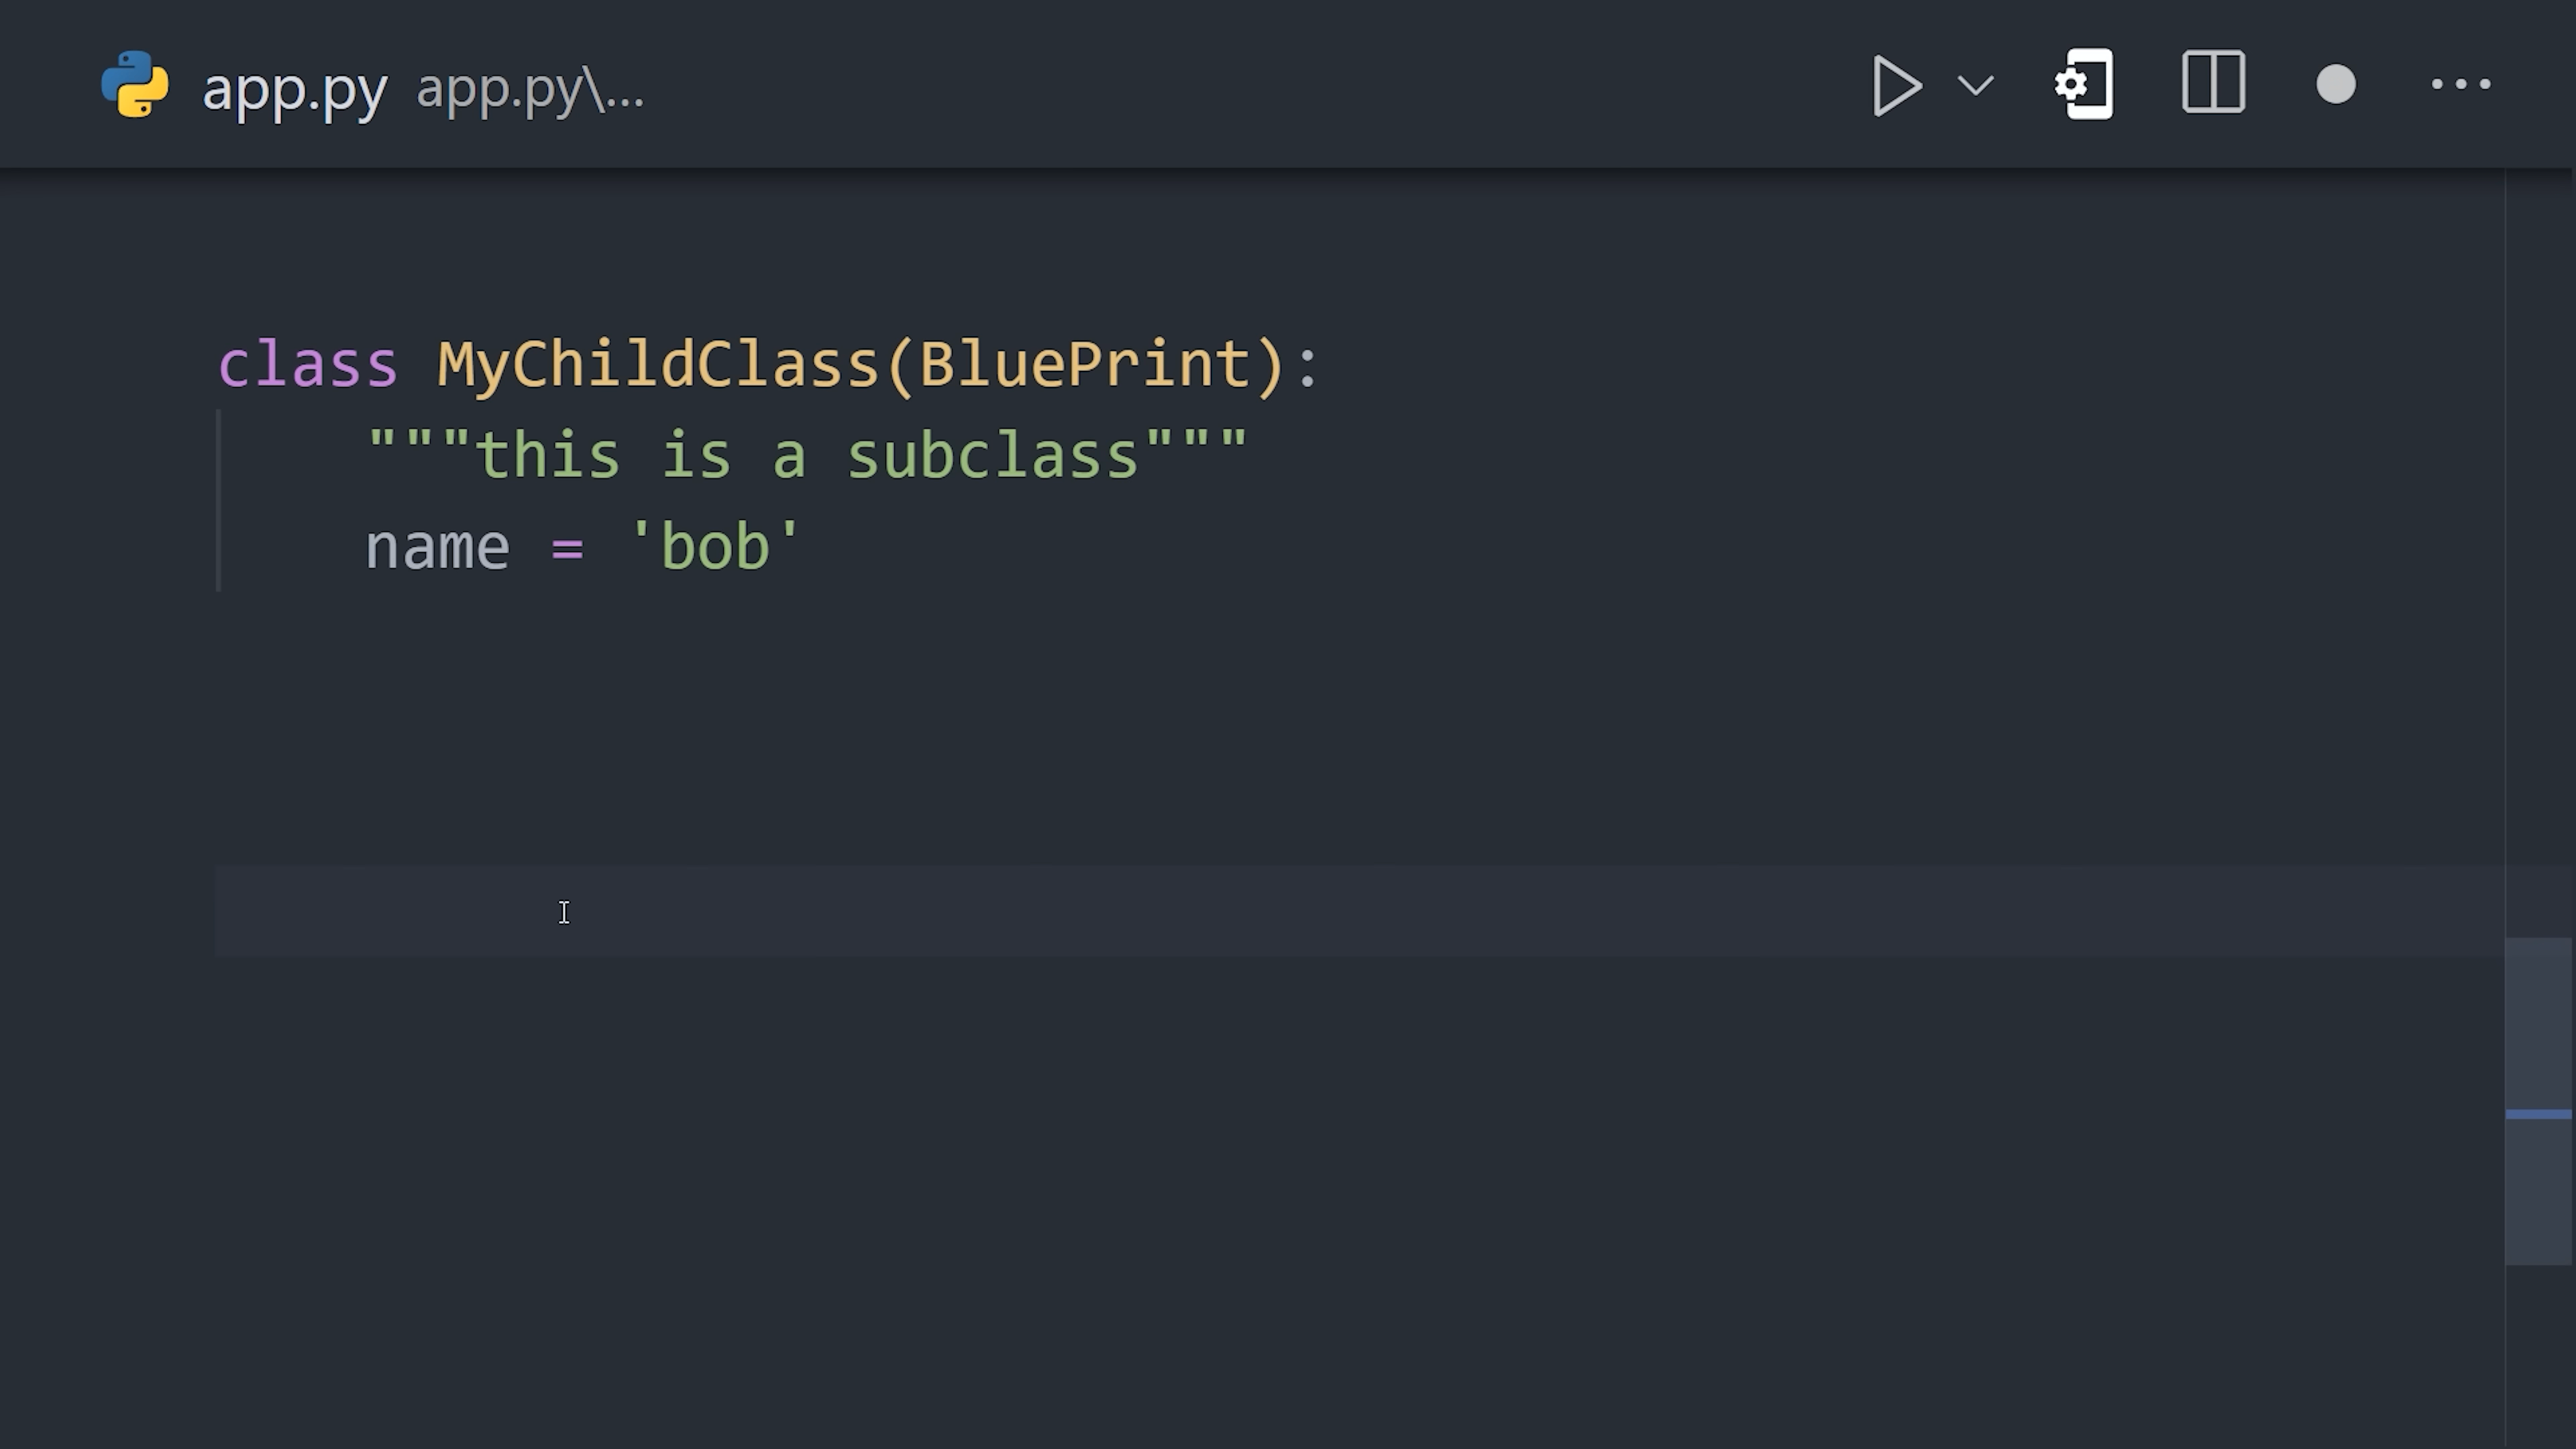 app.py app.py\...
class MyChildClass(BluePrint):
"""this is a subclass"""
name = 'bob'